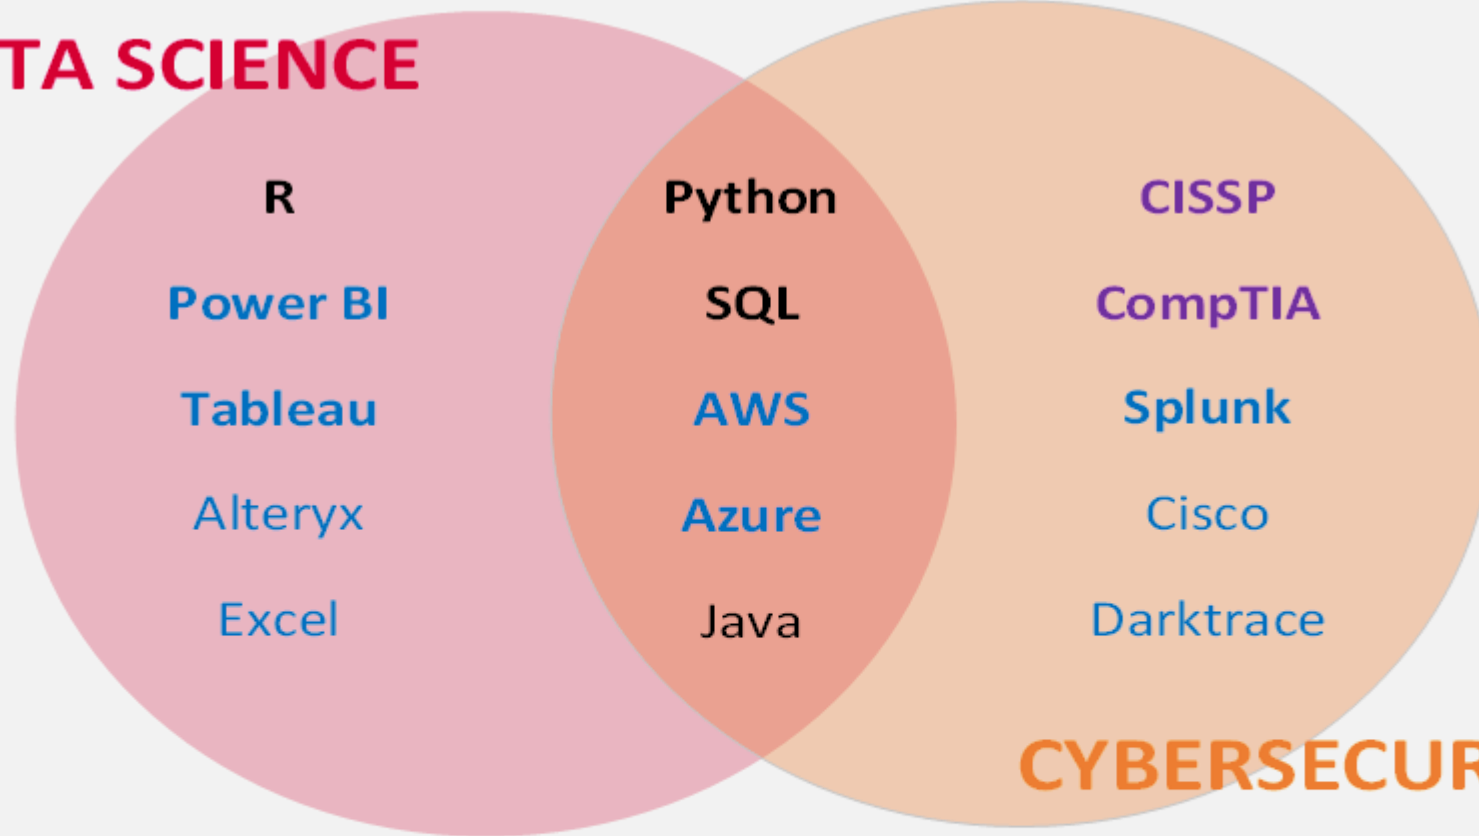 TA SCIENCE
R
Power BI
Tableau
Alteryx
Excel
Python
SQL
AWS
Azure
Java
CISSP
CompTIA
Splunk
Cisco
Darktrace
CYBERSECUR